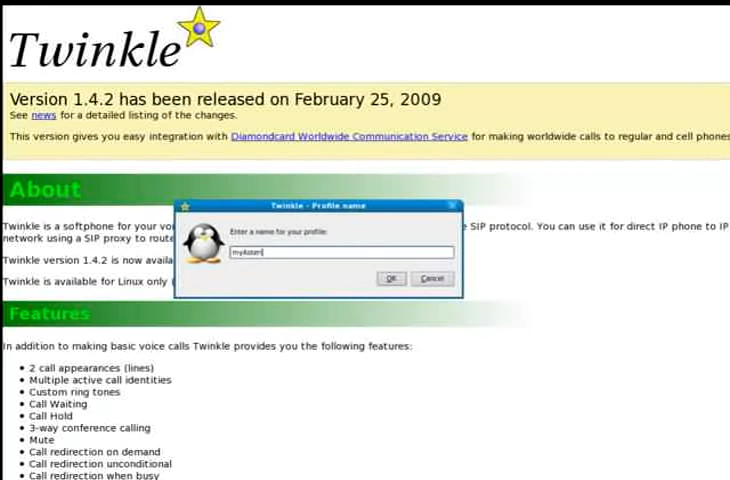 Twinkle
Version 1.4.2 has been released on February 25, 2009
See news for a detailed listing of the changes.
This version gives you easy integration with Diamondcard Worldwide Communication Service for making worldwide calls to regular and cell phones
About
Twinkle is a softphone for your vo
e SIP protocol. You can use it for direct IP phone to IP
network using a SIP proxy to route
Twinkle version 1.4.2 is now availa
Twinkle is available for Linux only (
Twinkle - Profile name
Enter a name for your profile:
OK Cancel
Features
In addition to making basic voice calls Twinkle provides you the following features:
2 call appearances (lines)
Multiple active call identities
Custom ring tones
Call Waiting
Call Hold
3-way conference calling
Mute
Call redirection on demand
Call redirection unconditional
Call redirection when busy